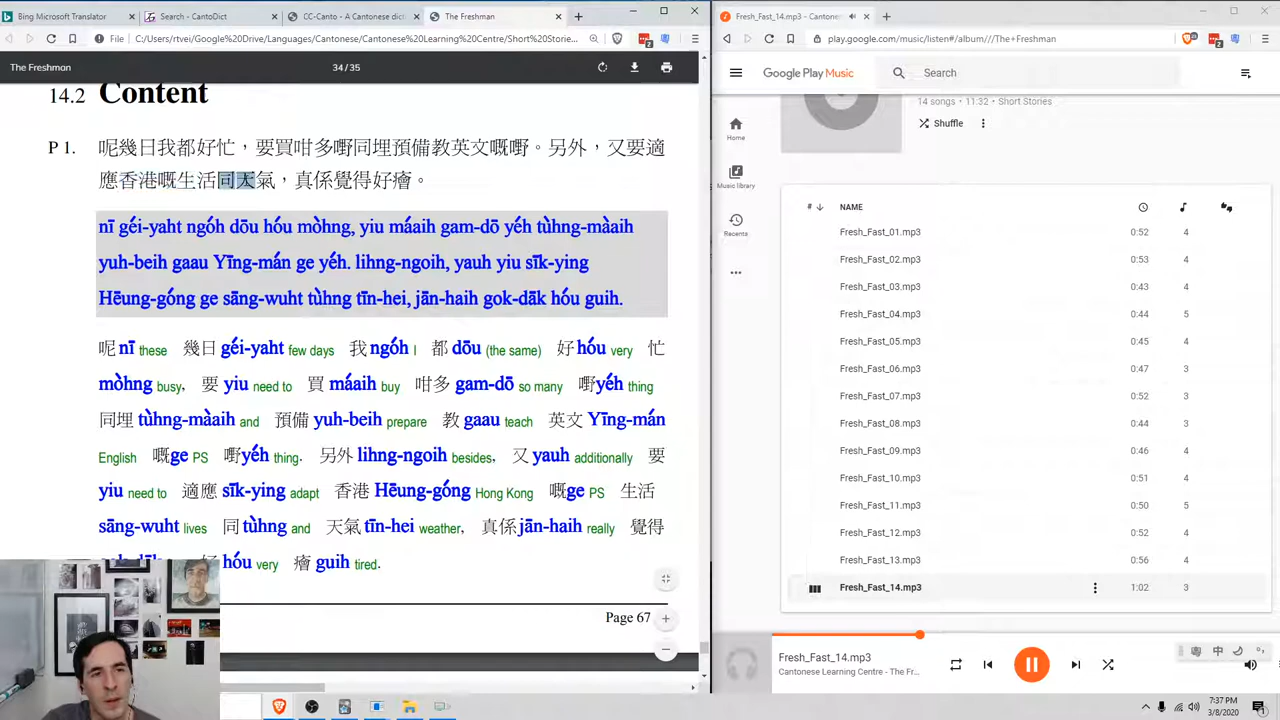 Bing Microsoft Translator
Search - CantoDict
CC-Canto - A Cantonese dict
The Freshman
File
C:/Users/rtvei/Google%20Drive/Languages/Cantonese/Cantonese%20Learning%20Centre/Short%20Storie...
The Freshman
34/35
14.2 Content
P 1. 呢幾日我都好忙，要買咁多嘢同埋預備教英文嘅嘢。另外，又要適
應香港嘅生活同天氣，真係覺得好癐。
nī géi-yaht ngóh dōu hóu mòhng, yiu máaih gam-dō yéh tùhng-màaih
yuh-beih gaau Yīng-mán ge yéh. lihng-ngoih, yauh yiu sīk-ying
Hēung-góng ge sāng-wuht tùhng tīn-hei, jān-haih gok-dāk hóu guih.
呢 nī these 幾日 géi-yaht few days 我 ngóh I 都 dōu (the same) 好 hóu very 忙
mòhng busy, 要 yiu need to 買 máaih buy 咁多 gam-dō so many 嘢 yéh thing
同埋 tùhng-màaih and 預備 yuh-beih prepare 教 gaau teach 英文 Yīng-mán
English 嘅 ge PS 嘢 yéh thing. 另外 lihng-ngoih besides, 又 yauh additionally 要
yiu need to 適應 sīk-ying adapt 香港 Hēung-góng Hong Kong 嘅 ge PS 生活
sāng-wuht lives 同 tùhng and 天氣 tīn-hei weather, 真係 jān-haih really 覺得
hóu very 癐 guih tired.
Page 67
Fresh_Fast_14.mp3 - Cantones
play.google.com/music/listen#/album///The+Freshman
Google Play Music
Search
14 songs • 11:32 • Short Stories
Shuffle
Home
Music library
Recents
# NAME
Fresh_Fast_01.mp3 0:52 4
Fresh_Fast_02.mp3 0:53 4
Fresh_Fast_03.mp3 0:43 4
Fresh_Fast_04.mp3 0:44 5
Fresh_Fast_05.mp3 0:45 4
Fresh_Fast_06.mp3 0:47 3
Fresh_Fast_07.mp3 0:52 3
Fresh_Fast_08.mp3 0:44 3
Fresh_Fast_09.mp3 0:46 4
Fresh_Fast_10.mp3 0:51 4
Fresh_Fast_11.mp3 0:50 5
Fresh_Fast_12.mp3 0:52 4
Fresh_Fast_13.mp3 0:56 4
Fresh_Fast_14.mp3 1:02 3
Fresh_Fast_14.mp3
Cantonese Learning Centre - The Fr...
中
7:37 PM
3/8/2020